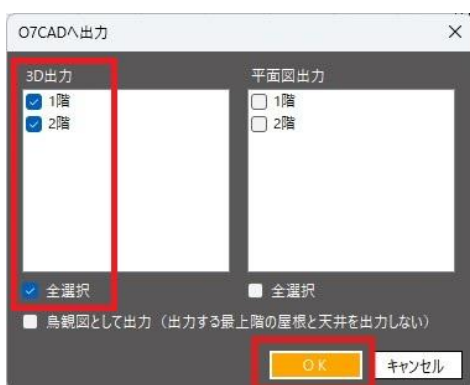 O7CADへ出力
3D出力
1階
2階
全選択
平面図出力
1階
2階
全選択
鳥観図として出力（出力する最上階の屋根と天井を出力しない）
OK
キャンセル